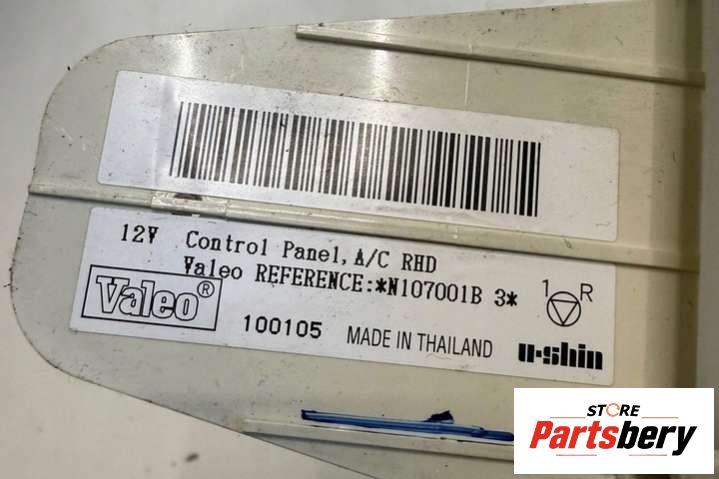 12V Control Panel, A/C RHD
Valeo REFERENCE:*N107001B 3*
Valeo®
100105 MADE IN THAILAND
1 R
u-shin
STORE
Partsbery